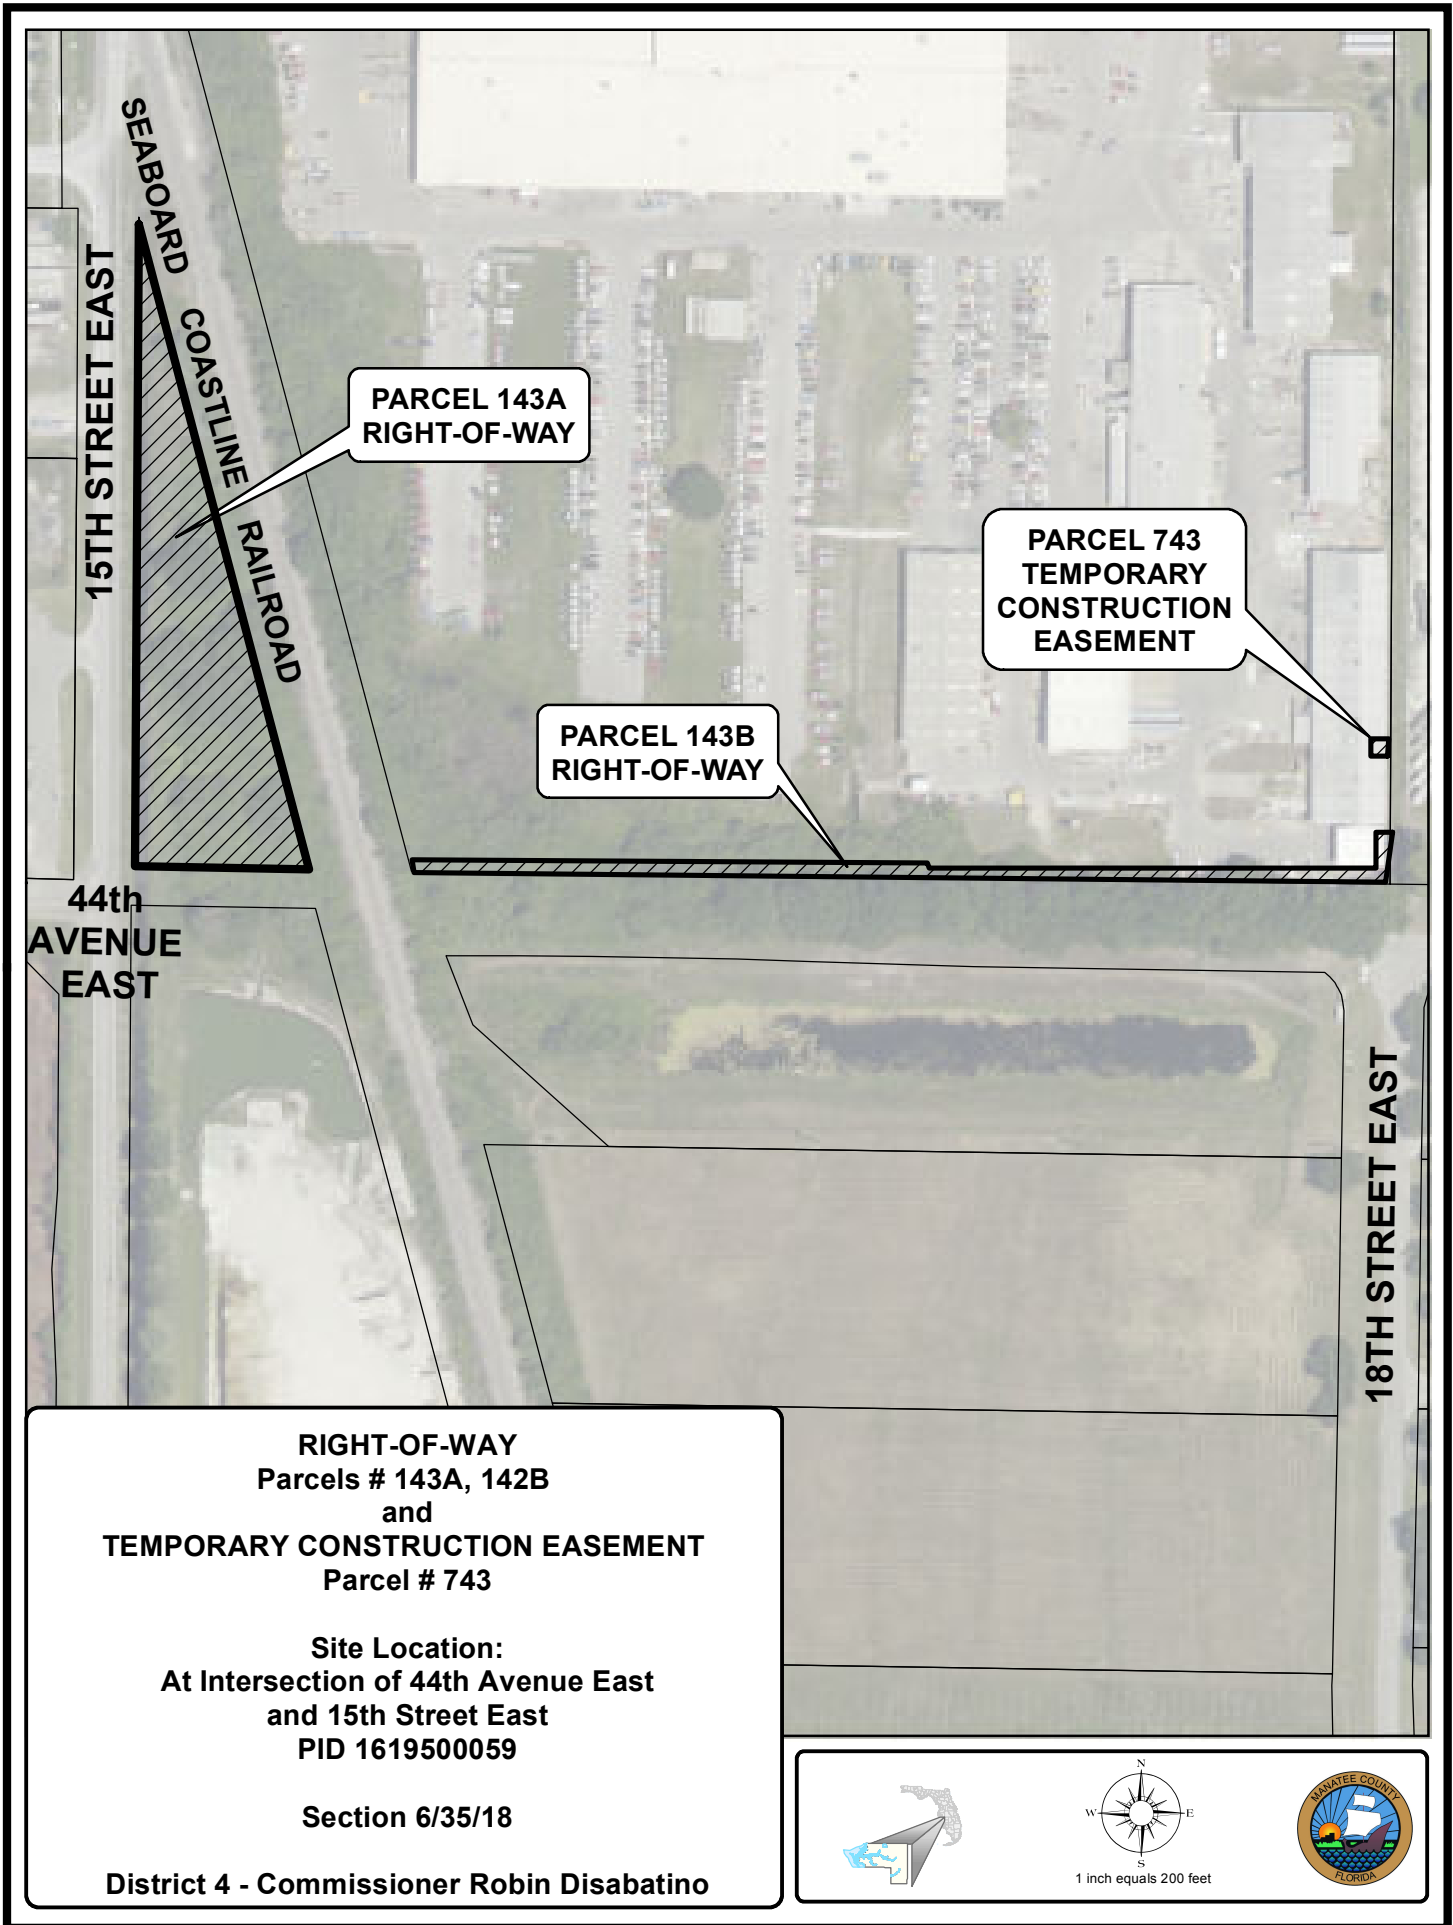 SEABOARD COASTLINE RAILROAD
15TH STREET EAST
PARCEL 143A
RIGHT-OF-WAY
PARCEL 743
TEMPORARY
CONSTRUCTION
EASEMENT
PARCEL 143B
RIGHT-OF-WAY
44th
AVENUE
EAST
18TH STREET EAST
RIGHT-OF-WAY
Parcels # 143A, 142B
and
TEMPORARY CONSTRUCTION EASEMENT
Parcel # 743
Site Location:
At Intersection of 44th Avenue East
and 15th Street East
PID 1619500059
Section 6/35/18
District 4 - Commissioner Robin Disabatino
N
W E
S
1 inch equals 200 feet
MANATEE COUNTY
FLORIDA